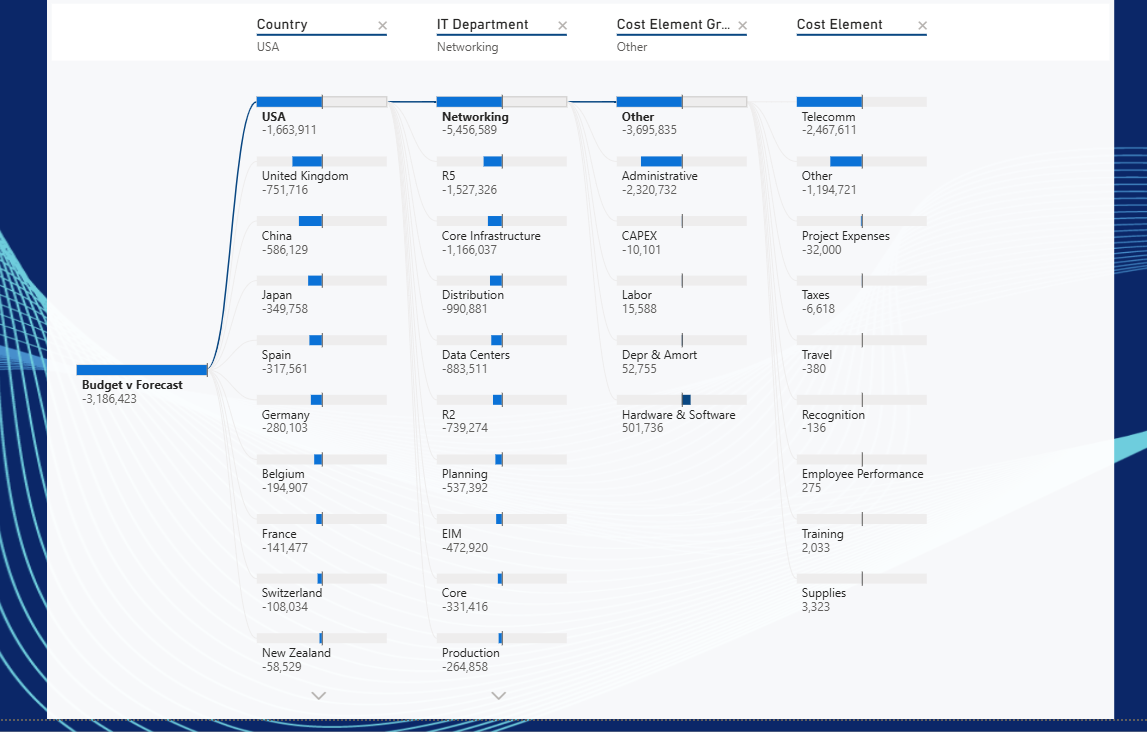 Country
IT Department
Cost Element Gr...
Cost Element
USA
Networking
Other
Budget v Forecast
-3,186,423
USA
-1,663,911
United Kingdom
-751,716
China
-586,129
Japan
-349,758
Spain
-317,561
Germany
-280,103
Belgium
-194,907
France
-141,477
Switzerland
-108,034
New Zealand
-58,529
Networking
-5,456,589
R5
-1,527,326
Core Infrastructure
-1,166,037
Distribution
-990,881
Data Centers
-883,511
R2
-739,274
Planning
-537,392
EIM
-472,920
Core
-331,416
Production
-264,858
Other
-3,695,835
Administrative
-2,320,732
CAPEX
-10,101
Labor
15,588
Depr & Amort
52,755
Hardware & Software
501,736
Telecomm
-2,467,611
Other
-1,194,721
Project Expenses
-32,000
Taxes
-6,618
Travel
-380
Recognition
-136
Employee Performance
275
Training
2,033
Supplies
3,323